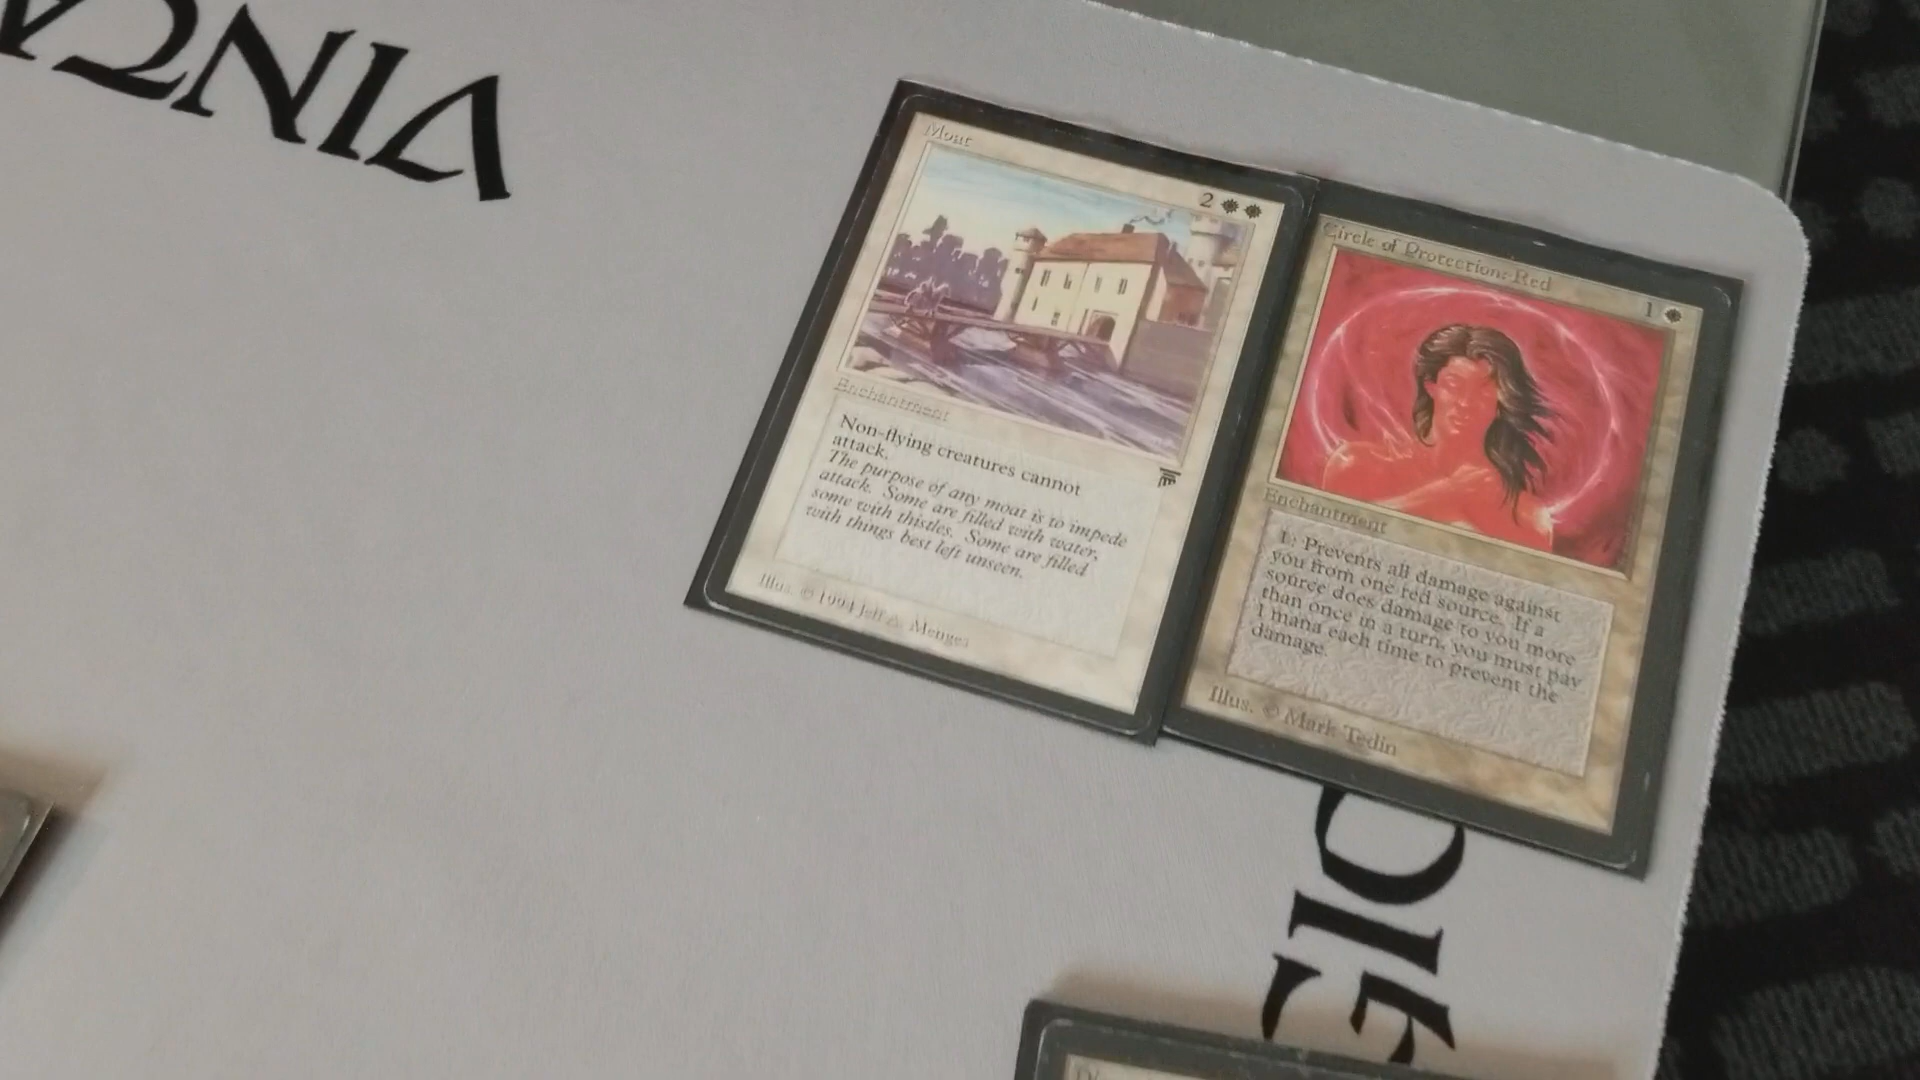 Moat
2
Enchantment
Non-flying creatures cannot
attack.
The purpose of any moat is to impede
attack. Some are filled with water,
some with thistles. Some are filled
with things best left unseen.
Illus. © 1994 Jeff A. Menges
Circle of Protection: Red
1
Enchantment
1: Prevents all damage against
you from one red source. If a
source does damage to you more
than once in a turn, you must pay
1 mana each time to prevent the
damage.
Illus. © Mark Tedin